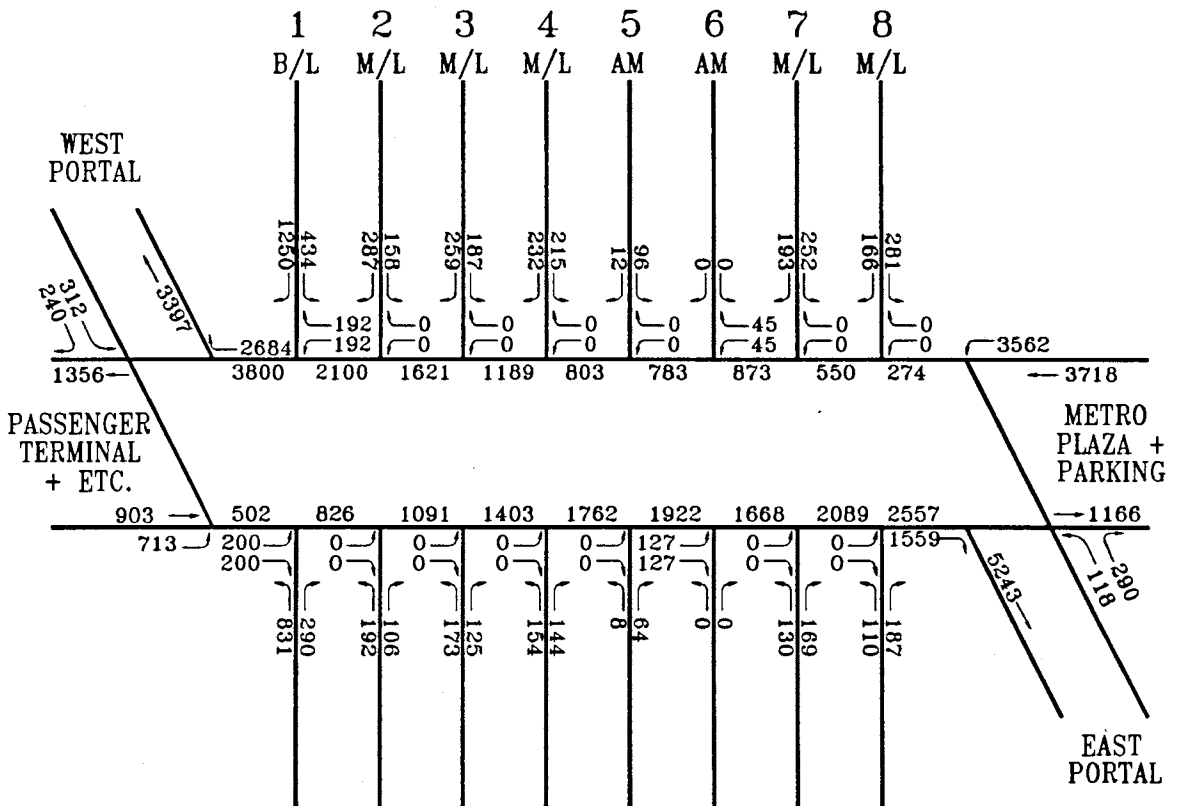 1 2 3 4 5 6 7 8
B/L M/L M/L M/L AM AM M/L M/L
WEST
PORTAL
1250 434 287 158 259 187 232 215 12 96 0 0 193 252 166 281
312
240
3397
192 0 0 0 0 45 0 0
2684 192 0 0 0 0 45 0 0 3562
1356 3800 2100 1621 1189 803 783 873 550 274 3718
PASSENGER
TERMINAL
+ ETC.
METRO
PLAZA +
PARKING
903 502 826 1091 1403 1762 1922 1668 2089 2557 1166
713 200 0 0 0 0 127 0 0 1559
200 0 0 0 0 127 0 0
5243
118
290
831 290 192 106 173 125 154 144 8 64 0 0 130 169 110 187
EAST
PORTAL